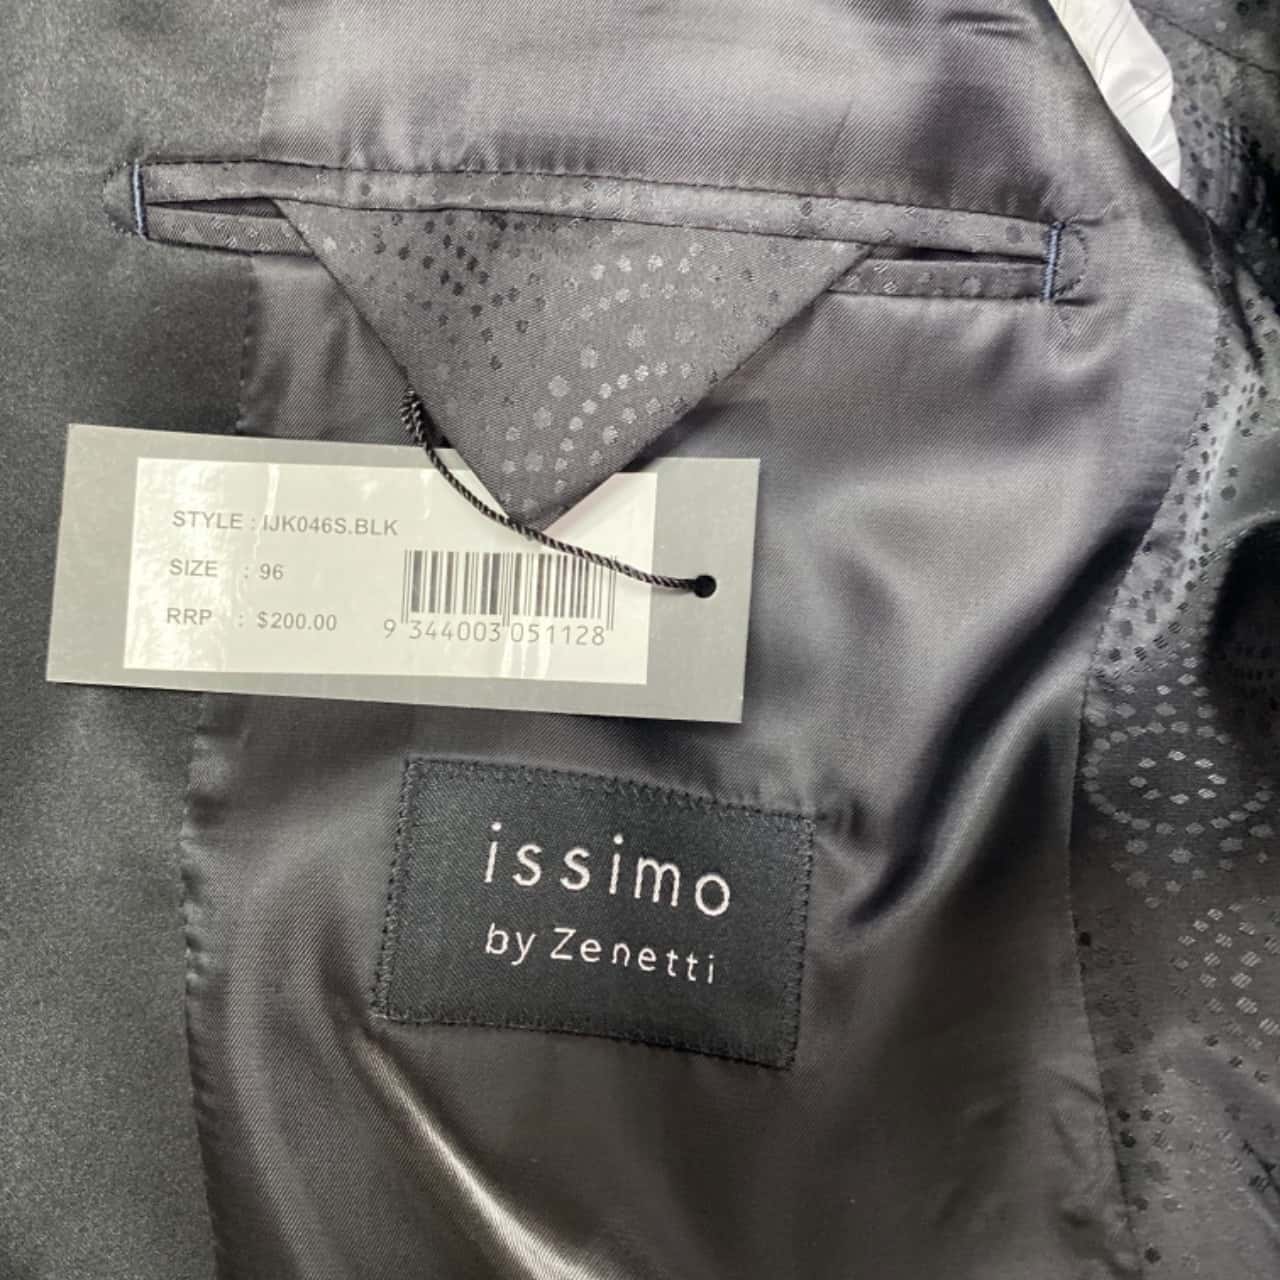 STYLE : IJK046S.BLK
SIZE : 96
RRP : $200.00
9 344003 051128
issimo
by Zenetti